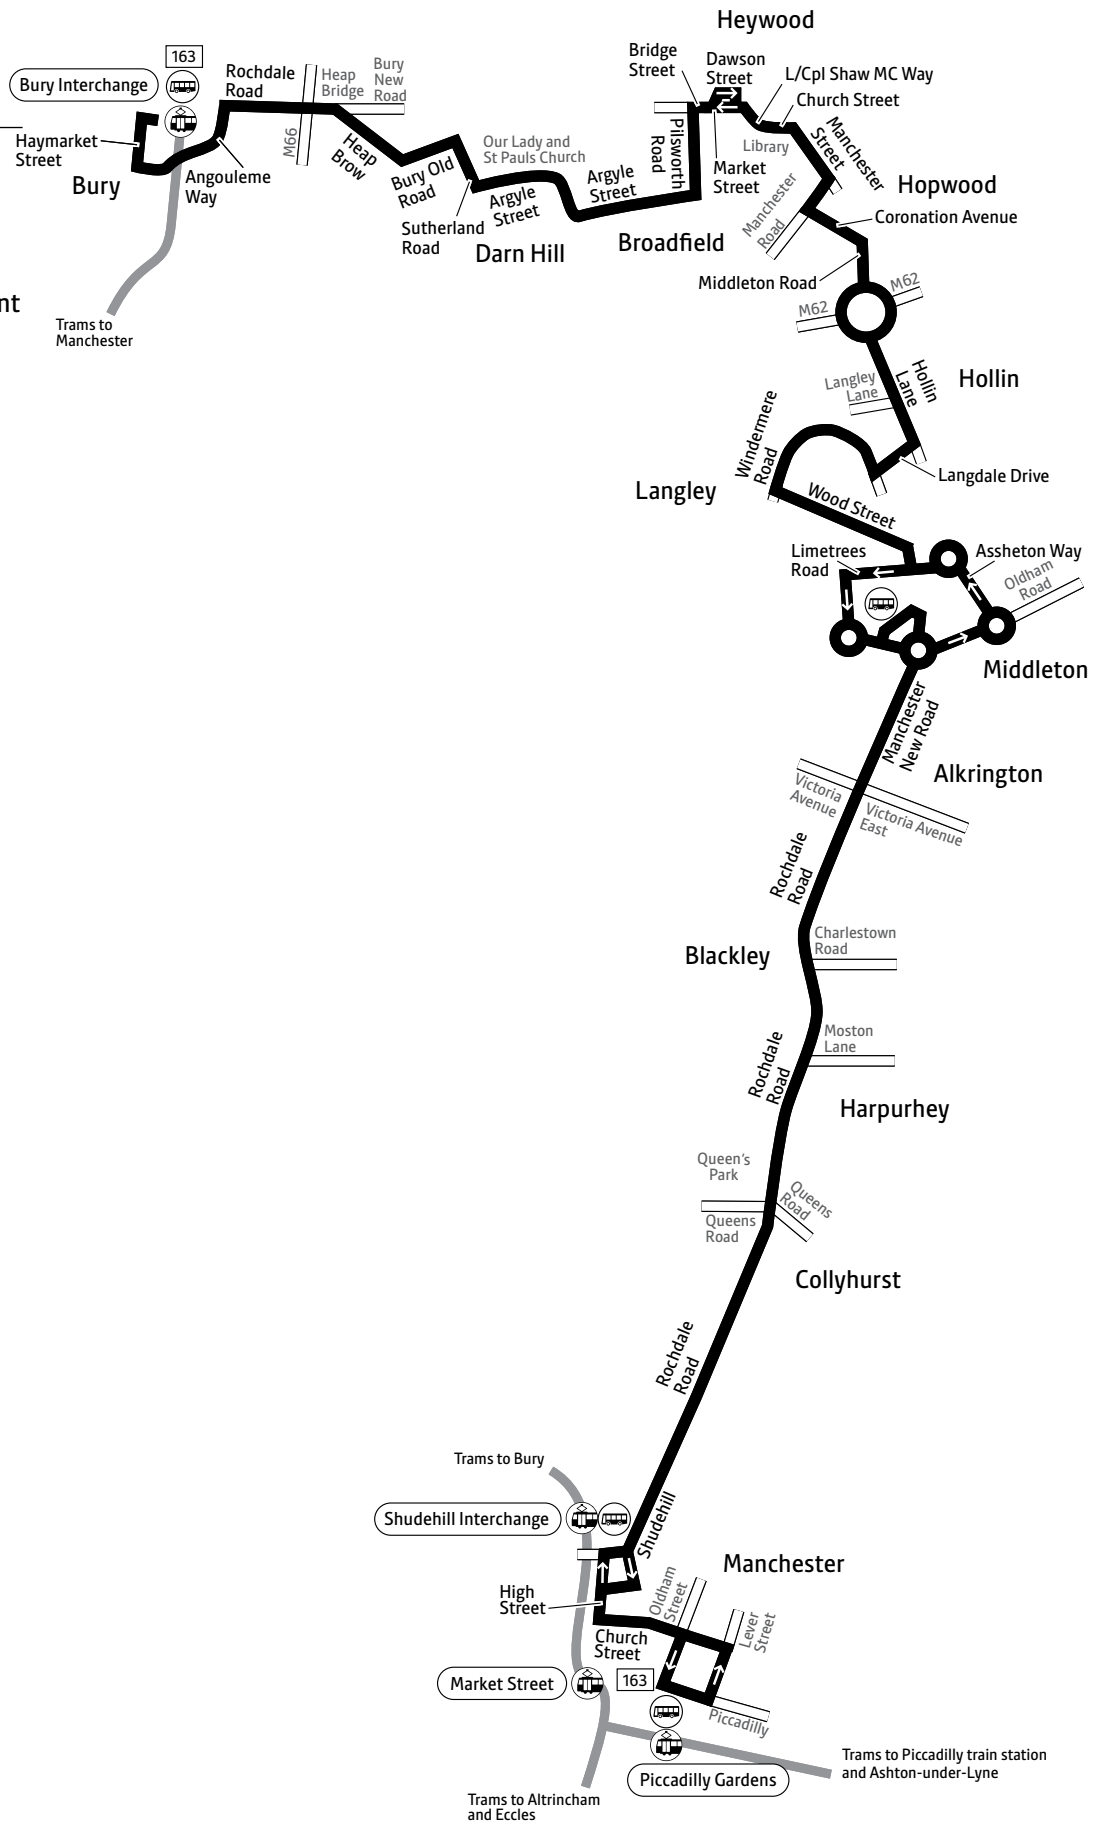 Heywood
163
Bury Interchange
Rochdale
Road
Heap
Bridge
Bury
New
Road
M66
Haymarket
Street
Bury
Angouleme
Way
Heap
Brow
Bury Old
Road
Our Lady and
St Pauls Church
Sutherland
Road
Argyle
Street
Argyle
Street
Darn Hill
Broadfield
Bridge
Street
Dawson
Street
L/Cpl Shaw MC Way
Church Street
Pilsworth
Road
Market
Street
Library
Manchester
Street
Manchester
Road
Hopwood
Coronation Avenue
Middleton Road
M62
M62
nt
Trams to
Manchester
Hollin
Lane
Hollin
Langley
Lane
Langdale Drive
Windermere
Road
Langley
Wood Street
Limetrees
Road
Assheton Way
Oldham
Road
Middleton
Manchester
New Road
Alkrington
Victoria
Avenue
Victoria Avenue
East
Rochdale
Road
Blackley
Charlestown
Road
Moston
Lane
Rochdale
Road
Harpurhey
Queen's
Park
Queens
Road
Queens
Road
Collyhurst
Rochdale
Road
Trams to Bury
Shudehill Interchange
Shudehill
Manchester
High
Street
Oldham
Street
Lever
Street
Church
Street
Market Street
163
Piccadilly
Piccadilly Gardens
Trams to Piccadilly train station
and Ashton-under-Lyne
Trams to Altrincham
and Eccles